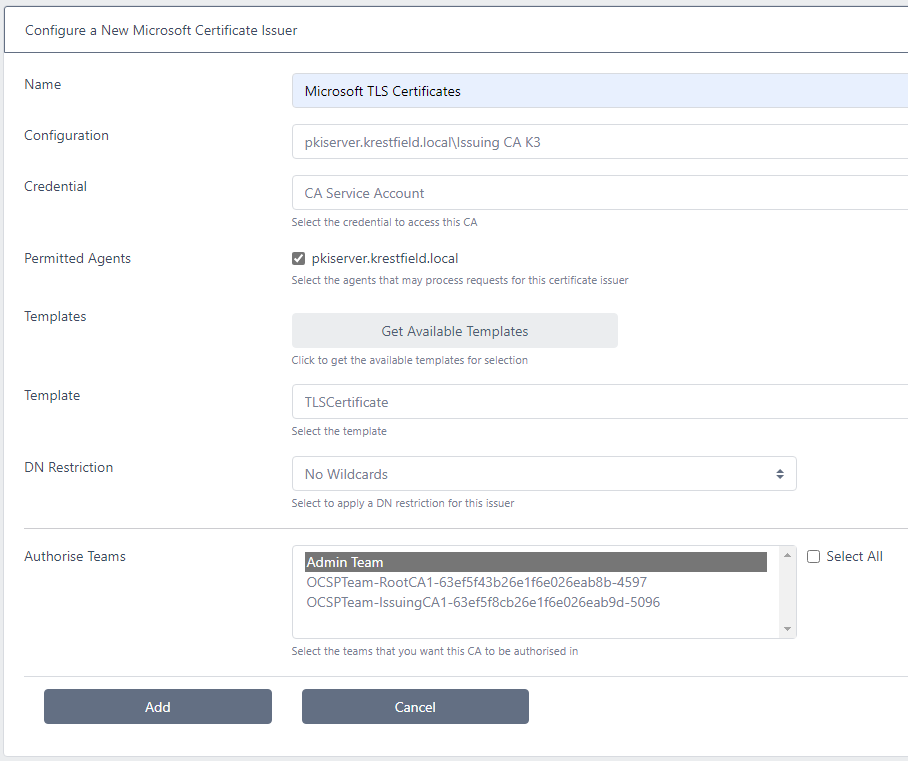 Configure a New Microsoft Certificate Issuer
Name
Microsoft TLS Certificates
Configuration
pkiserver.krestfield.local\Issuing CA K3
Credential
CA Service Account
Select the credential to access this CA
Permitted Agents
pkiserver.krestfield.local
Select the agents that may process requests for this certificate issuer
Templates
Get Available Templates
Click to get the available templates for selection
Template
TLSCertificate
Select the template
DN Restriction
No Wildcards
Select to apply a DN restriction for this issuer
Authorise Teams
Admin Team
Select All
OCSPTeam-RootCA1-63ef5f43b26e1f6e026eab8b-4597
OCSPTeam-IssuingCA1-63ef5f8cb26e1f6e026eab9d-5096
Select the teams that you want this CA to be authorised in
Add
Cancel